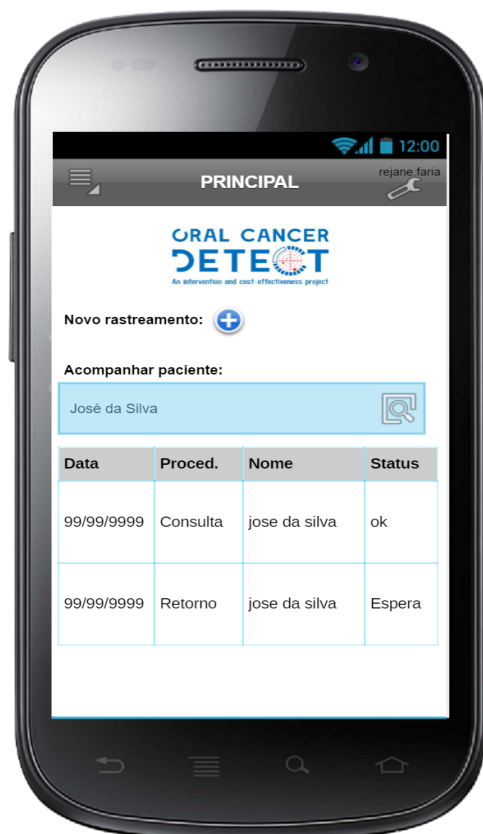 12:00
PRINCIPAL
rejane.faria
ORAL CANCER
DETECT
An intervention and cost-effectiveness project
Novo rastreamento:
Acompanhar paciente:
José da Silva
Data Proced. Nome Status
99/99/9999 Consulta jose da silva ok
99/99/9999 Retorno jose da silva Espera